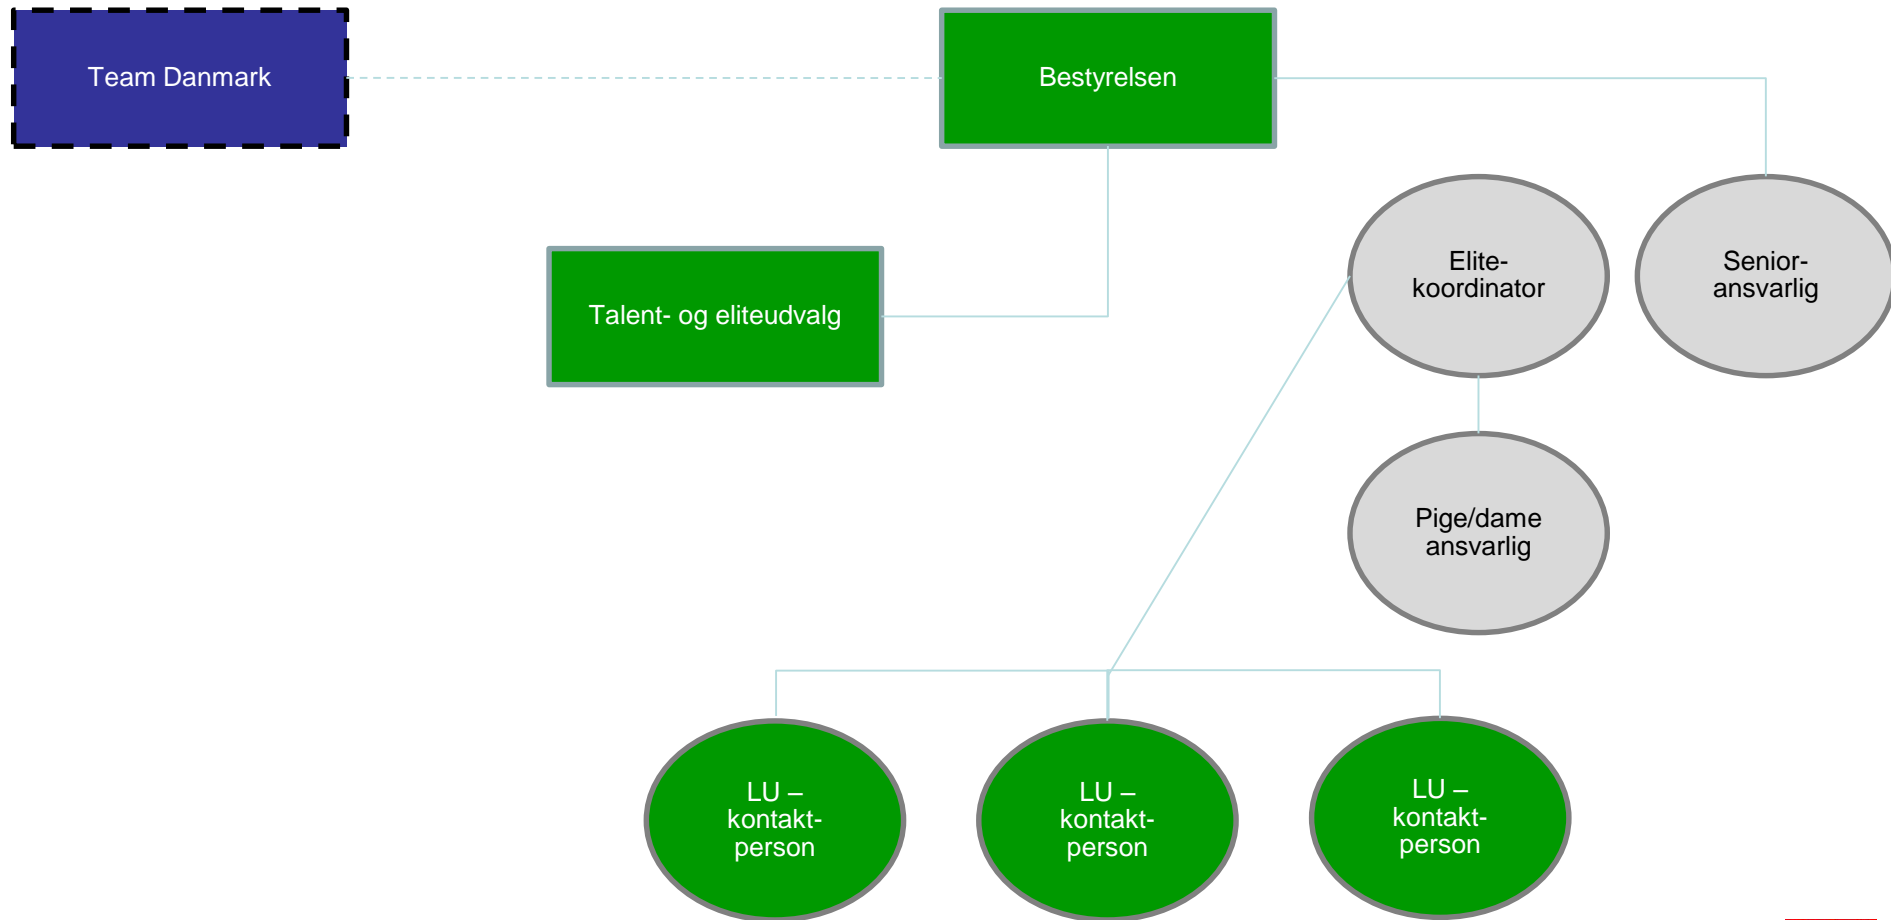 Team Danmark
Bestyrelsen
Talent- og eliteudvalg
Elite-
koordinator
Senior-
ansvarlig
Pige/dame
ansvarlig
LU –
kontakt-
person
LU –
kontakt-
person
LU –
kontakt-
person